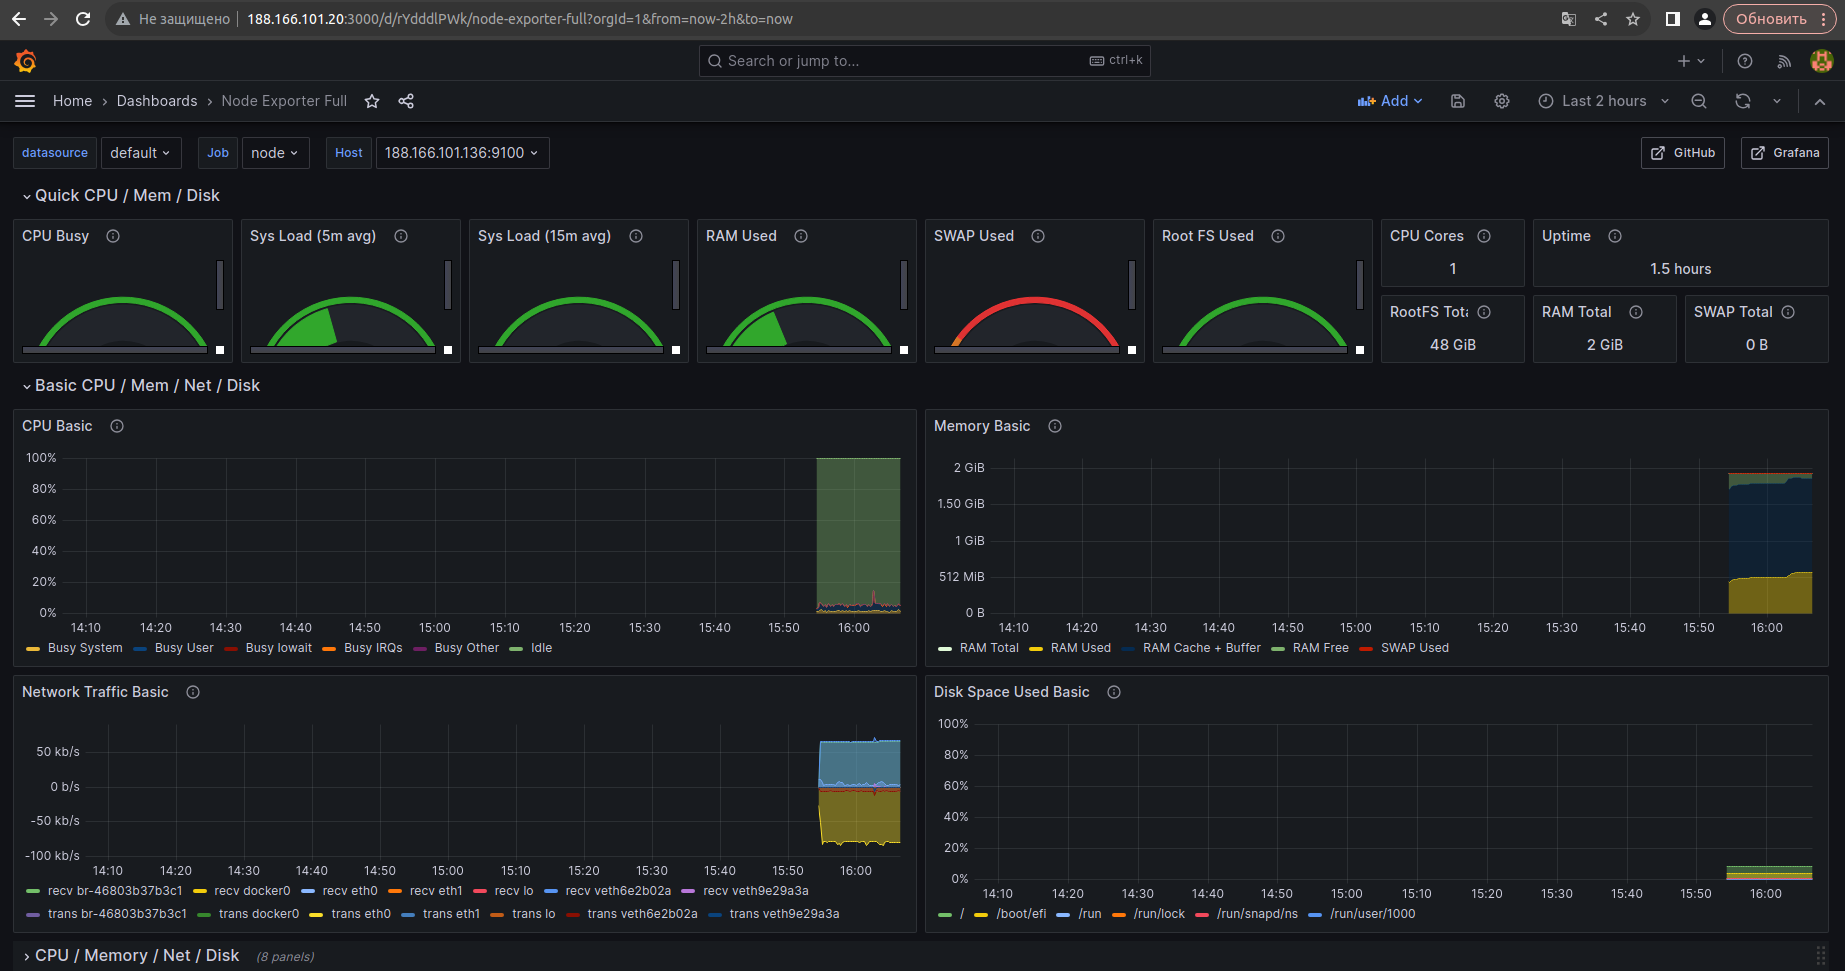 Не защищено 188.166.101.20:3000/d/rYdddlPWk/node-exporter-full?orgId=1&from=now-2h&to=now Обновить
Search or jump to... ctrl+k
Home › Dashboards › Node Exporter Full Add Last 2 hours
datasource default Job node Host 188.166.101.136:9100 GitHub Grafana
Quick CPU / Mem / Disk
CPU Busy Sys Load (5m avg) Sys Load (15m avg) RAM Used SWAP Used Root FS Used CPU Cores Uptime
1 1.5 hours
RootFS Tota RAM Total SWAP Total
48 GiB 2 GiB 0 B
Basic CPU / Mem / Net / Disk
CPU Basic
100%
80%
60%
40%
20%
0%
14:10 14:20 14:30 14:40 14:50 15:00 15:10 15:20 15:30 15:40 15:50 16:00
Busy System Busy User Busy Iowait Busy IRQs Busy Other Idle
Memory Basic
2 GiB
1.50 GiB
1 GiB
512 MiB
0 B
14:10 14:20 14:30 14:40 14:50 15:00 15:10 15:20 15:30 15:40 15:50 16:00
RAM Total RAM Used RAM Cache + Buffer RAM Free SWAP Used
Network Traffic Basic
50 kb/s
0 b/s
-50 kb/s
-100 kb/s
14:10 14:20 14:30 14:40 14:50 15:00 15:10 15:20 15:30 15:40 15:50 16:00
recv br-46803b37b3c1 recv docker0 recv eth0 recv eth1 recv lo recv veth6e2b02a recv veth9e29a3a
trans br-46803b37b3c1 trans docker0 trans eth0 trans eth1 trans lo trans veth6e2b02a trans veth9e29a3a
Disk Space Used Basic
100%
80%
60%
40%
20%
0%
14:10 14:20 14:30 14:40 14:50 15:00 15:10 15:20 15:30 15:40 15:50 16:00
/ /boot/efi /run /run/lock /run/snapd/ns /run/user/1000
CPU / Memory / Net / Disk (8 panels)